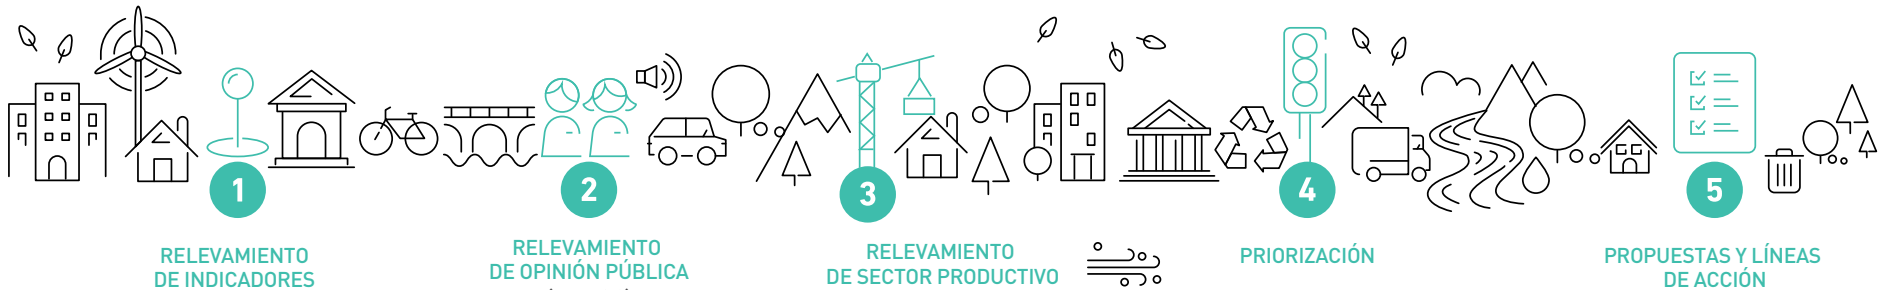 1
RELEVAMIENTO
DE INDICADORES
2
RELEVAMIENTO
DE OPINIÓN PÚBLICA
3
RELEVAMIENTO
DE SECTOR PRODUCTIVO
4
PRIORIZACIÓN
5
PROPUESTAS Y LÍNEAS
DE ACCIÓN